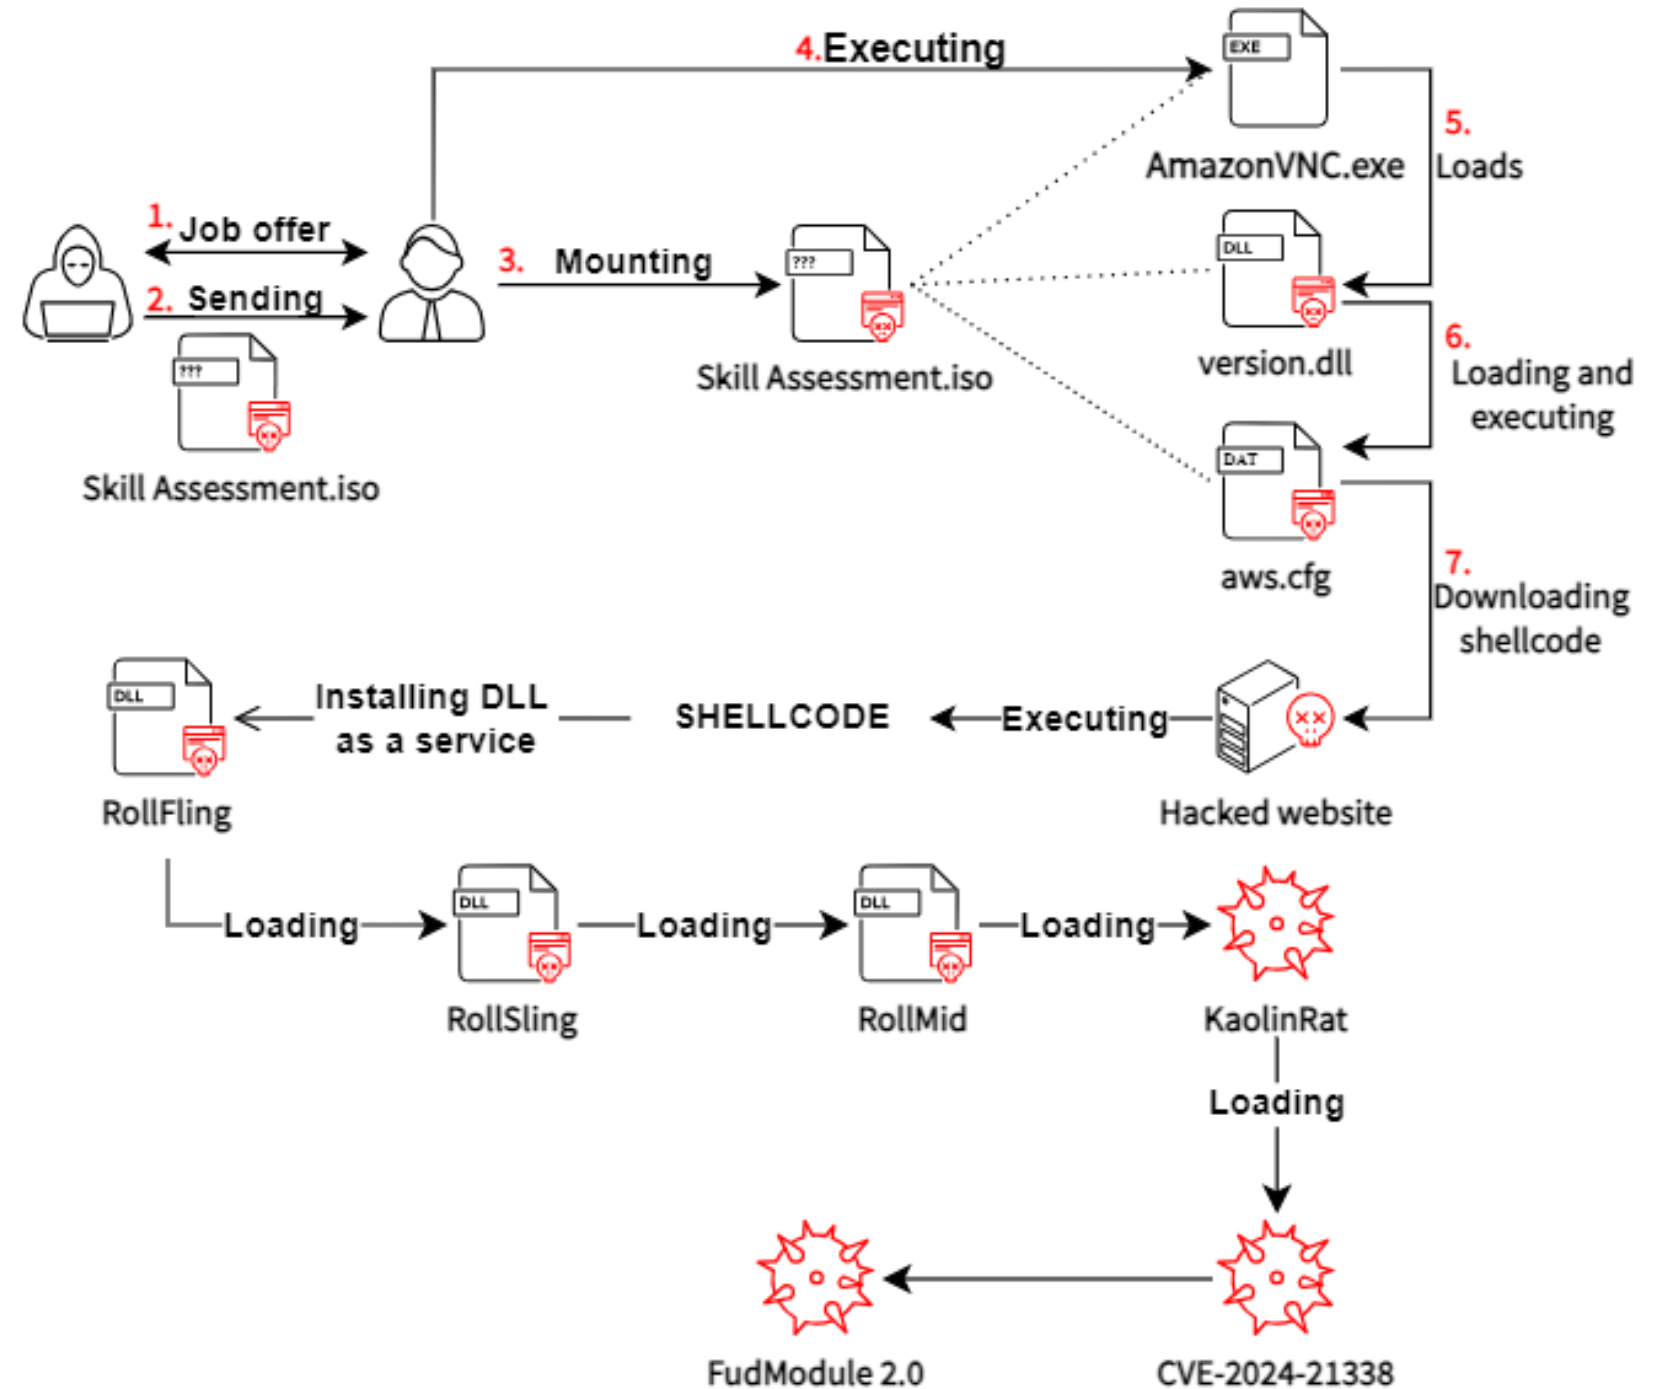 4.Executing
EXE
5.
AmazonVNC.exe
Loads
1. Job offer
3. Mounting
???
DLL
2. Sending
6.
version.dll
Loading and
executing
???
Skill Assessment.iso
DAT
Skill Assessment.iso
7.
aws.cfg
Downloading
shellcode
DLL
Installing DLL
as a service
SHELLCODE
Executing
RollFling
Hacked website
DLL
DLL
Loading
Loading
Loading
RollSling
RollMid
KaolinRat
Loading
FudModule 2.0
CVE-2024-21338